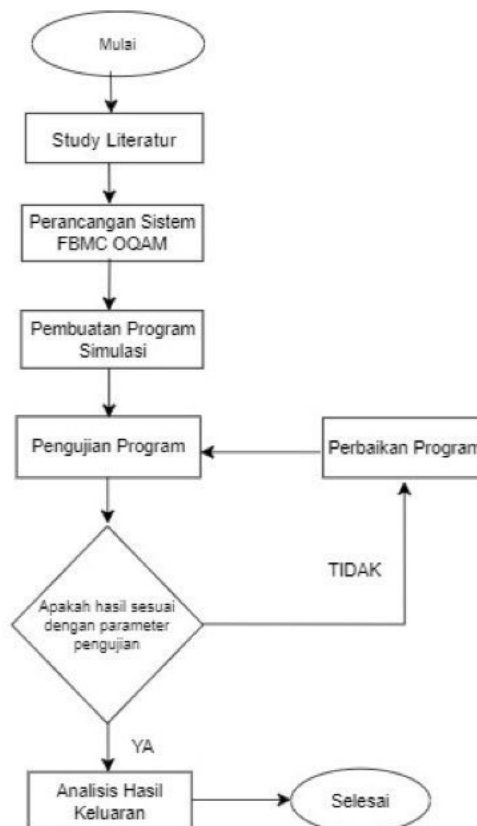 Mulai
Study Literatur
Perancangan Sistem
FBMC OQAM
Pembuatan Program
Simulasi
Pengujian Program
Perbaikan Program
TIDAK
Apakah hasil sesuai
dengan parameter
pengujian
YA
Analisis Hasil
Keluaran
Selesai